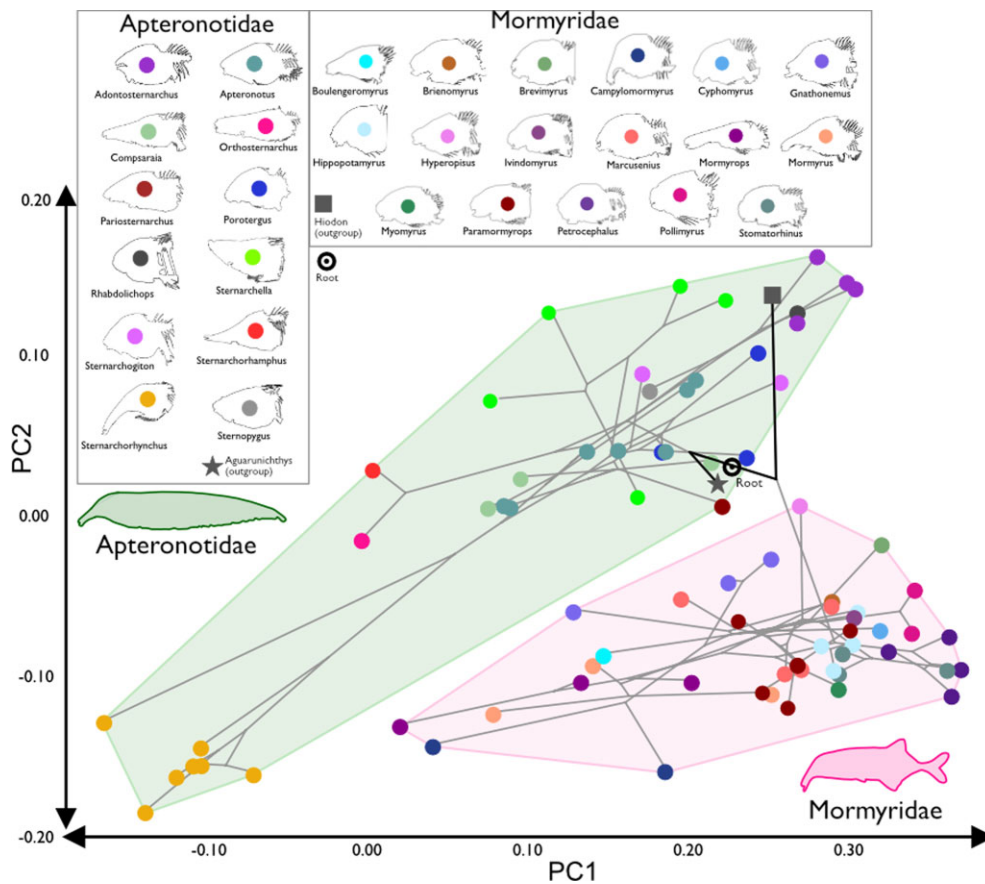 Apteronotidae
Adontosternarchus
Apteronotus
Compsaraia
Orthosternarchus
Pariosternarchus
Porotergus
Rhabdolichops
Sternarchella
Sternarchogiton
Sternarchorhamphus
Sternarchorhynchus
Sternopygus
Aguarunichthys
(outgroup)
Mormyridae
Boulengeromyrus
Brienomyrus
Brevimyrus
Campylomormyrus
Cyphomyrus
Gnathonemus
Hippopotamyrus
Hyperopisus
Ivindomyrus
Marcusenius
Mormyrops
Mormyrus
Hiodon
(outgroup)
Myomyrus
Paramormyrops
Petrocephalus
Pollimyrus
Stomatorhinus
Root
0.20
0.10
PC2
0.00
-0.10
-0.20
Root
Apteronotidae
Mormyridae
-0.10
0.00
0.10
0.20
0.30
PC1